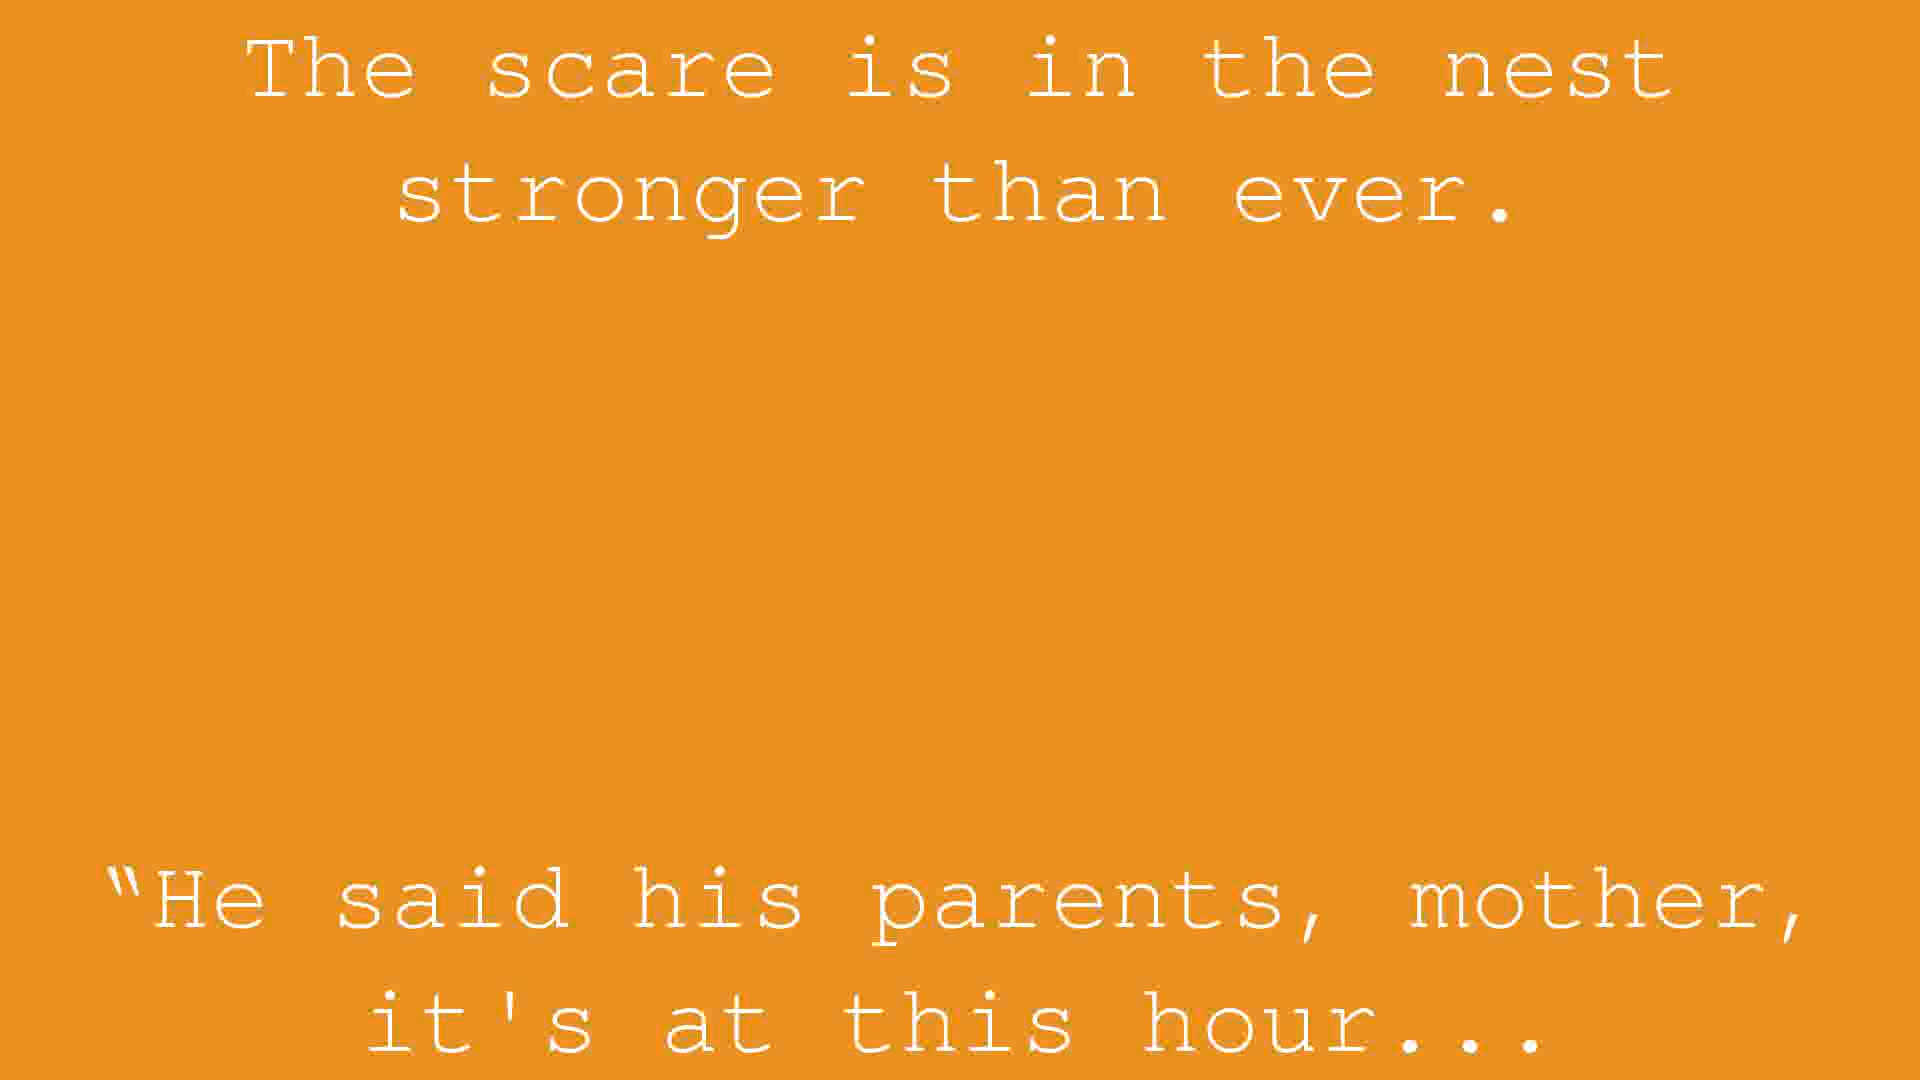 The scare is in the nest
stronger than ever.
“He said his parents, mother,
it's at this hour...